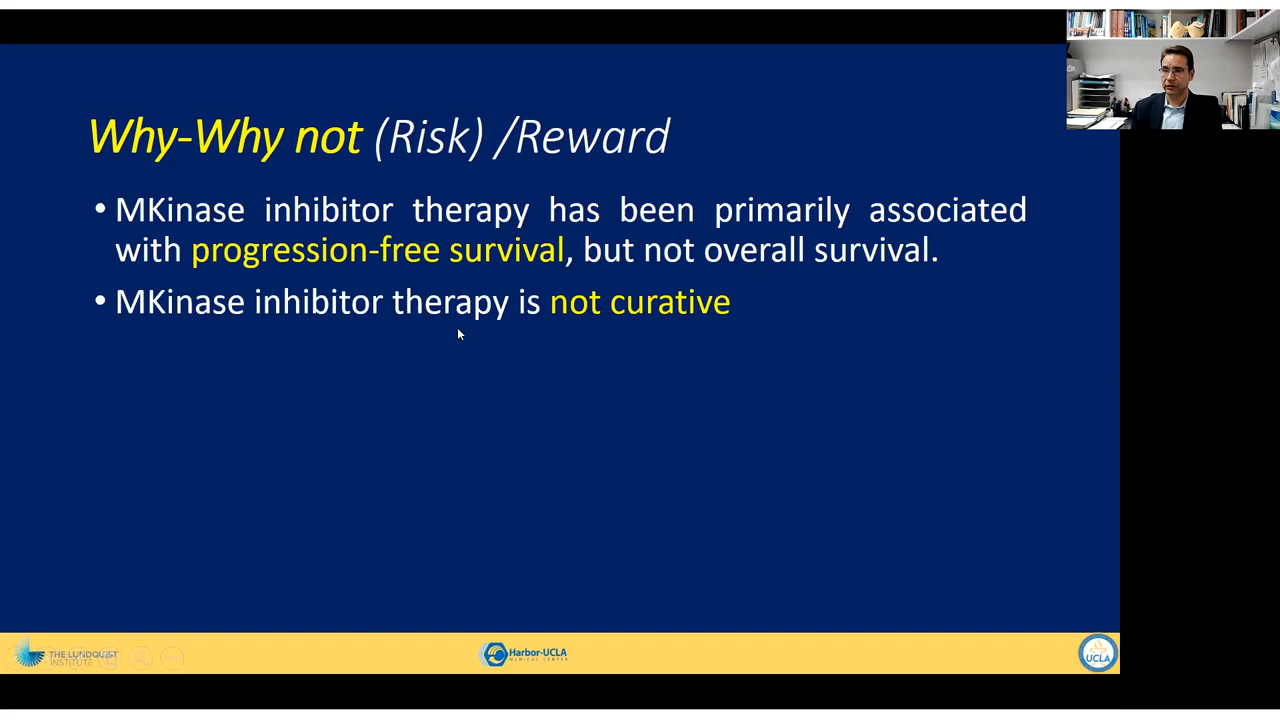 Why-Why not (Risk) /Reward
• MKinase inhibitor therapy has been primarily associated
with progression-free survival, but not overall survival.
• MKinase inhibitor therapy is not curative
THE LUNDQUIST
INSTITUTE
Harbor-UCLA
MEDICAL CENTER
UCLA